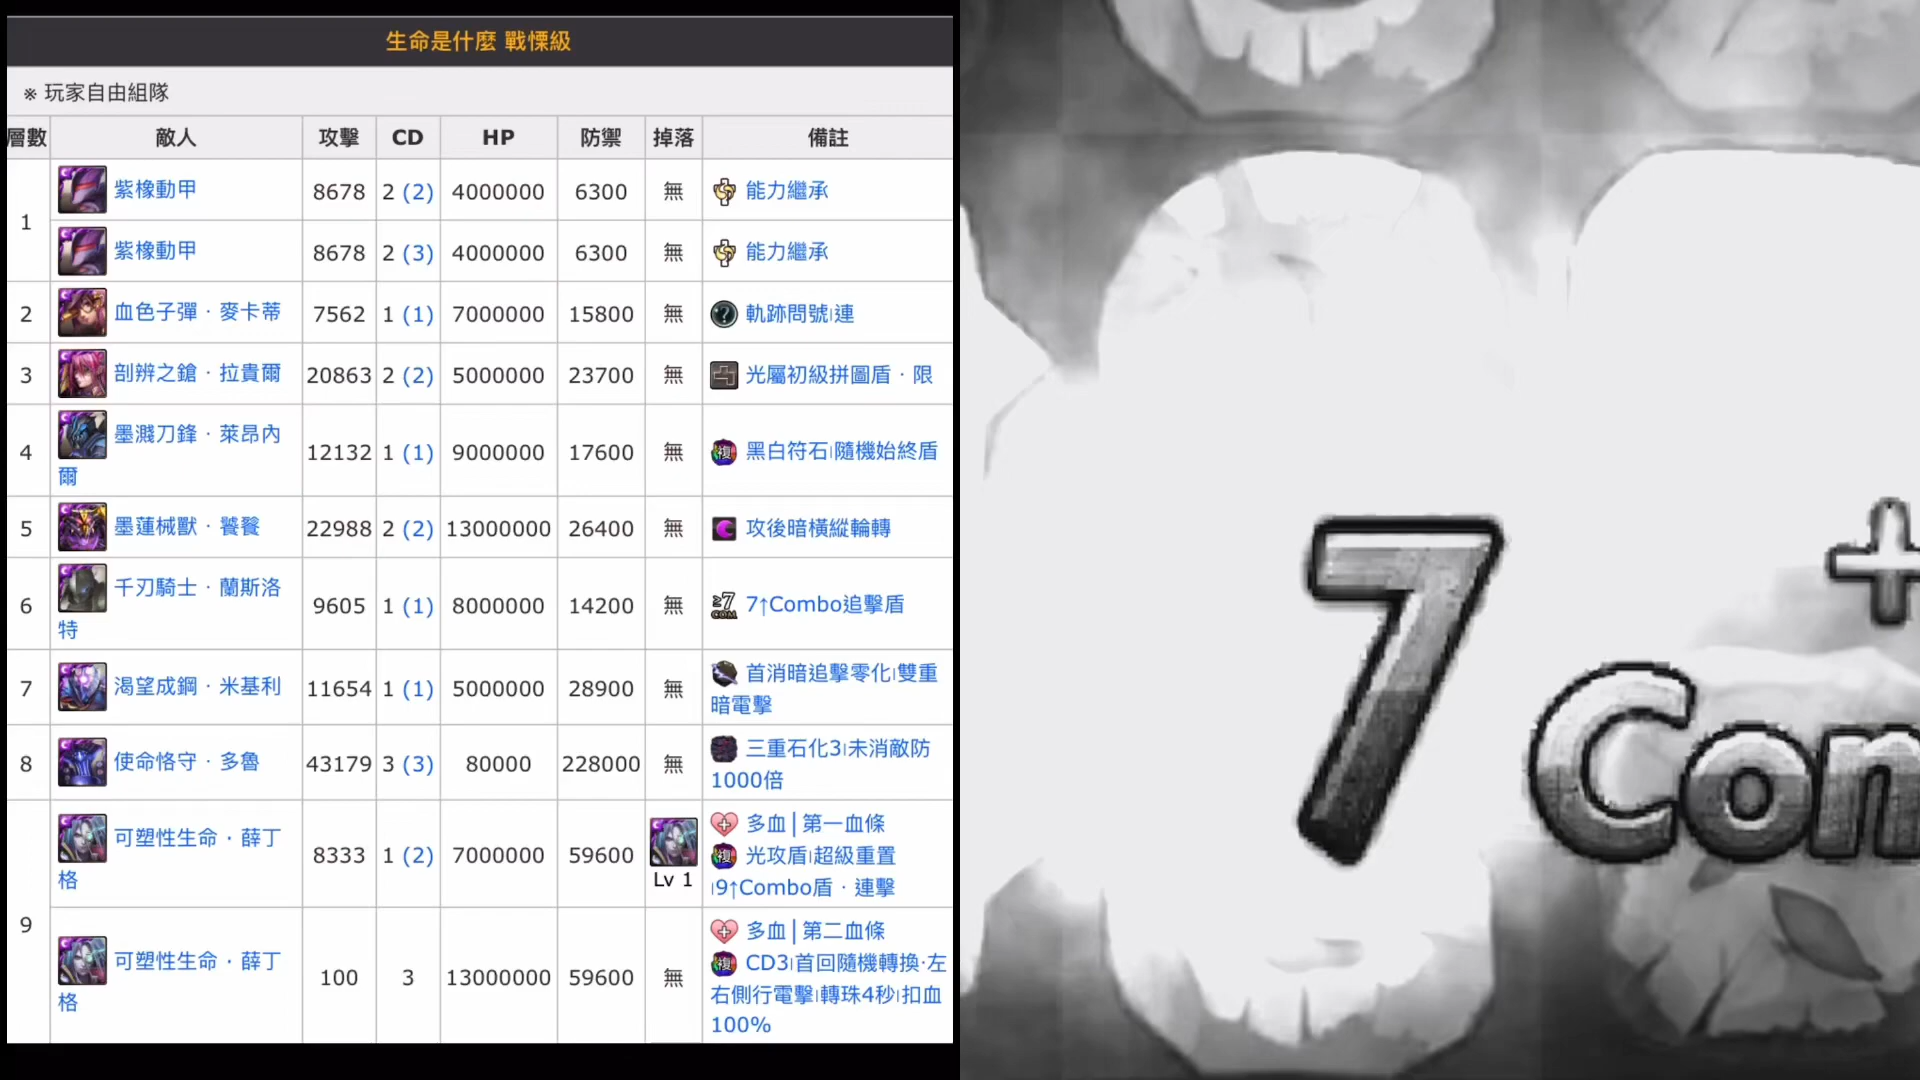 生命是什麼 戰慄級
※ 玩家自由組隊
層數 敵人 攻擊 CD HP 防禦 掉落 備註
1 紫橡動甲 8678 2 (2) 4000000 6300 無 能力繼承
紫橡動甲 8678 2 (3) 4000000 6300 無 能力繼承
2 血色子彈．麥卡蒂 7562 1 (1) 7000000 15800 無 軌跡問號|連
3 剖辨之鎗．拉貴爾 20863 2 (2) 5000000 23700 無 光屬初級拼圖盾．限
4 墨濺刀鋒．萊昂內
爾 12132 1 (1) 9000000 17600 無 複 黑白符石|隨機始終盾
5 墨蓮械獸．饕餮 22988 2 (2) 13000000 26400 無 攻後暗橫縱輪轉
6 千刃騎士．蘭斯洛
特 9605 1 (1) 8000000 14200 無 ≥7 COM. 7↑Combo追擊盾
7 渴望成鋼．米基利 11654 1 (1) 5000000 28900 無 首消暗追擊零化|雙重
暗電擊
8 使命恪守．多魯 43179 3 (3) 80000 228000 無 三重石化3|未消敵防
1000倍
9 可塑性生命．薛丁
格 8333 1 (2) 7000000 59600 Lv 1 多血│第一血條
複 光攻盾|超級重置
|9↑Combo盾．連擊
可塑性生命．薛丁
格 100 3 13000000 59600 無 多血│第二血條
複 CD3|首回隨機轉換·左
右側行電擊|轉珠4秒|扣血
100%
+
7 Com